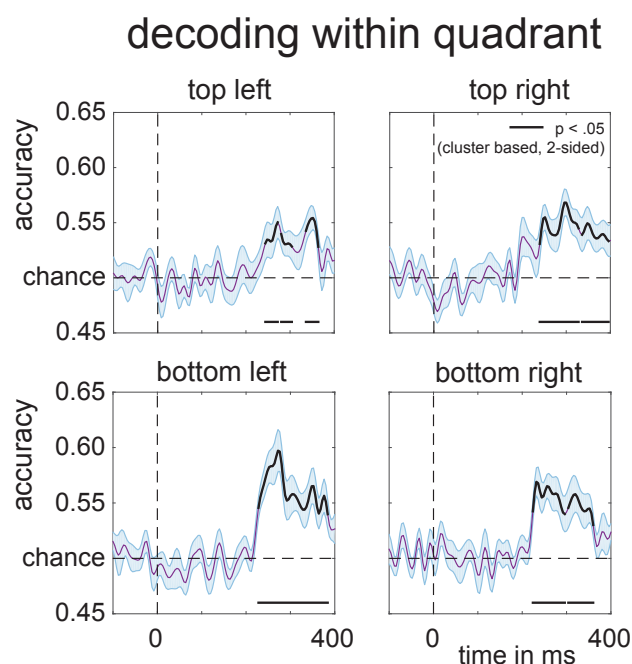 decoding within quadrant
top left
top right
0.65
0.60
0.55
chance
0.45
accuracy
p < .05
(cluster based, 2-sided)
bottom left
bottom right
0.65
0.60
0.55
chance
0.45
accuracy
0
400
0
400
time in ms